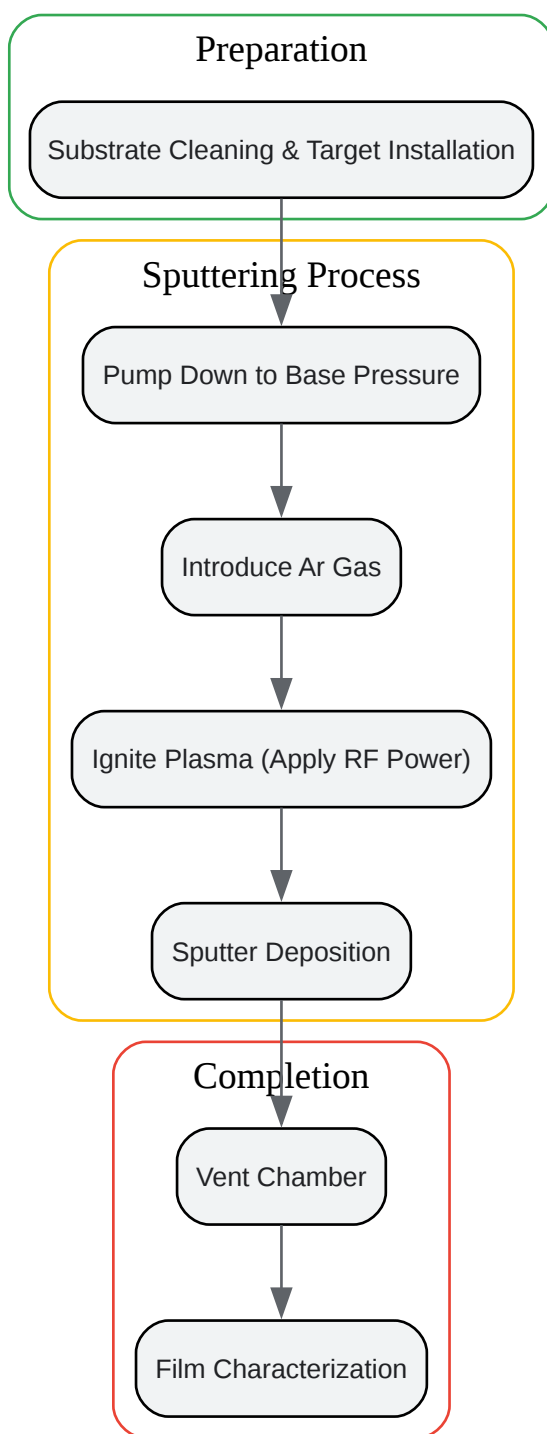 Preparation
Substrate Cleaning & Target Installation
Sputtering Process
Pump Down to Base Pressure
Introduce Ar Gas
Ignite Plasma (Apply RF Power)
Sputter Deposition
Completion
Vent Chamber
Film Characterization